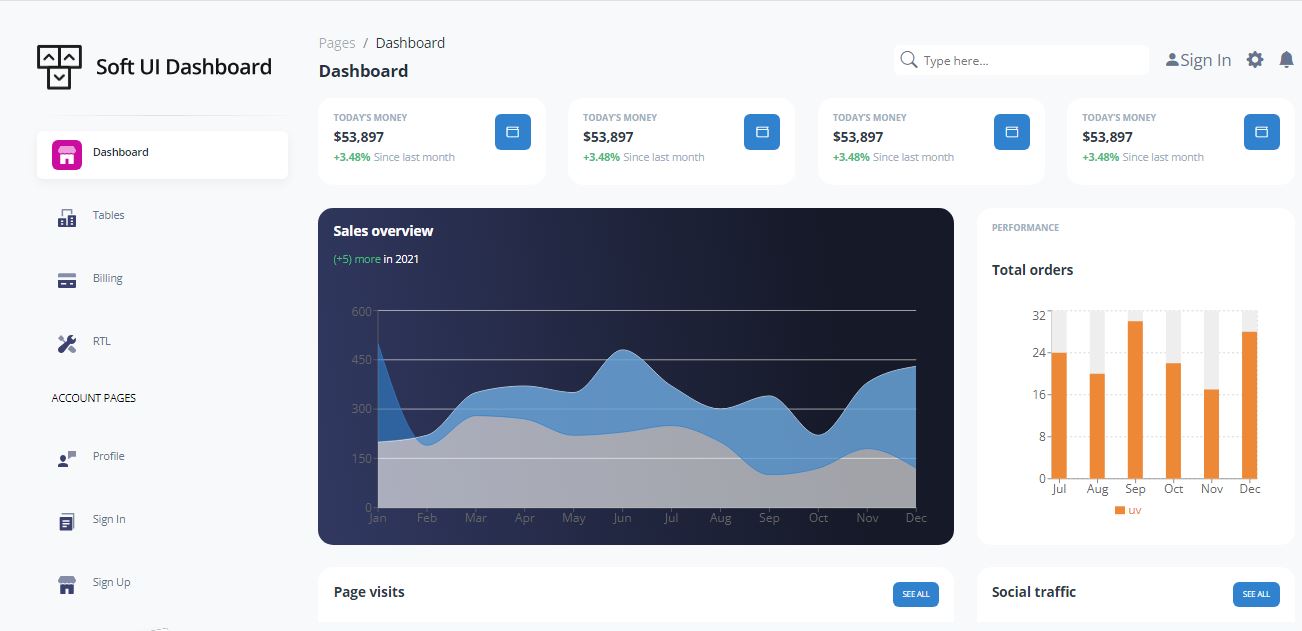 Soft UI Dashboard
Dashboard
Tables
Billing
RTL
ACCOUNT PAGES
Profile
Sign In
Sign Up
Pages / Dashboard
Dashboard
Type here...
Sign In
TODAY'S MONEY
$53,897
+3.48% Since last month
TODAY'S MONEY
$53,897
+3.48% Since last month
TODAY'S MONEY
$53,897
+3.48% Since last month
TODAY'S MONEY
$53,897
+3.48% Since last month
Sales overview
(+5) more in 2021
600
450
300
150
0
Jan Feb Mar Apr May Jun Jul Aug Sep Oct Nov Dec
PERFORMANCE
Total orders
32
24
16
8
0
Jul Aug Sep Oct Nov Dec
uv
Page visits
SEE ALL
Social traffic
SEE ALL